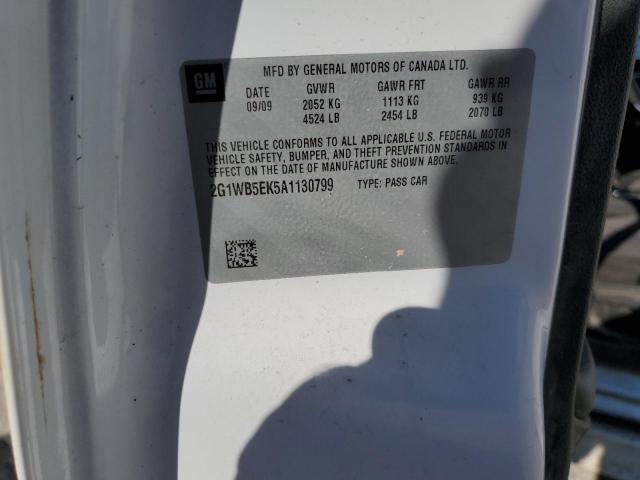 GM
MFD BY GENERAL MOTORS OF CANADA LTD.
DATE GVWR GAWR FRT GAWR RR
09/09 2052 KG 1113 KG 939 KG
4524 LB 2454 LB 2070 LB
THIS VEHICLE CONFORMS TO ALL APPLICABLE U.S. FEDERAL MOTOR
VEHICLE SAFETY, BUMPER, AND THEFT PREVENTION STANDARDS IN
EFFECT ON THE DATE OF MANUFACTURE SHOWN ABOVE.
2G1WB5EK5A1130799 TYPE: PASS CAR